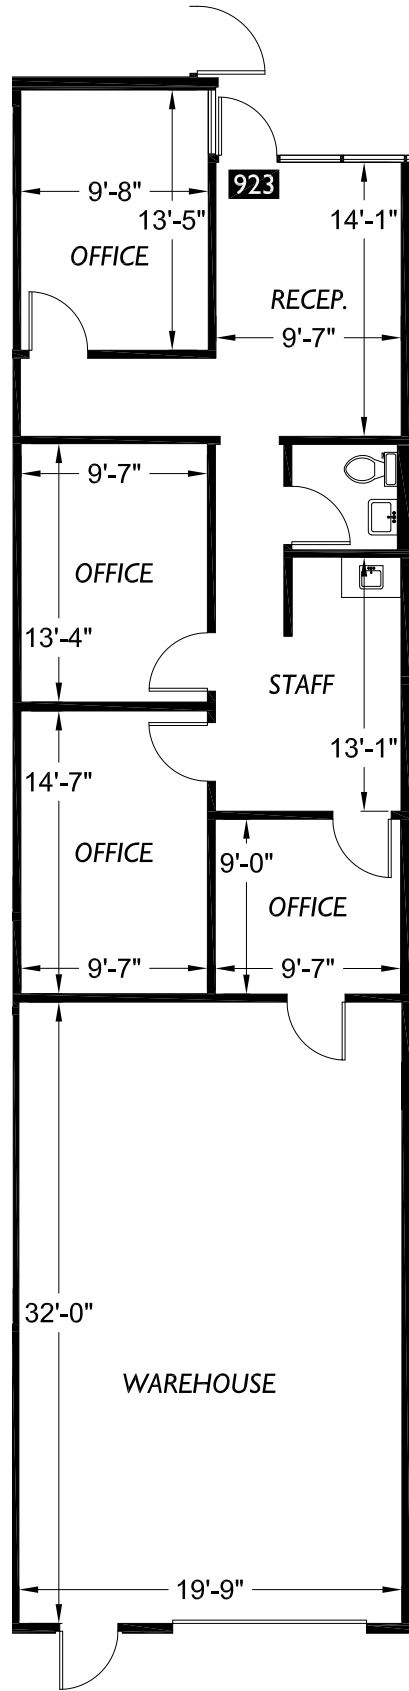 923
9'-8"
13'-5"
14'-1"
OFFICE
RECEP.
9'-7"
9'-7"
OFFICE
13'-4"
STAFF
13'-1"
14'-7"
OFFICE
9'-0"
OFFICE
9'-7"
9'-7"
32'-0"
WAREHOUSE
19'-9"